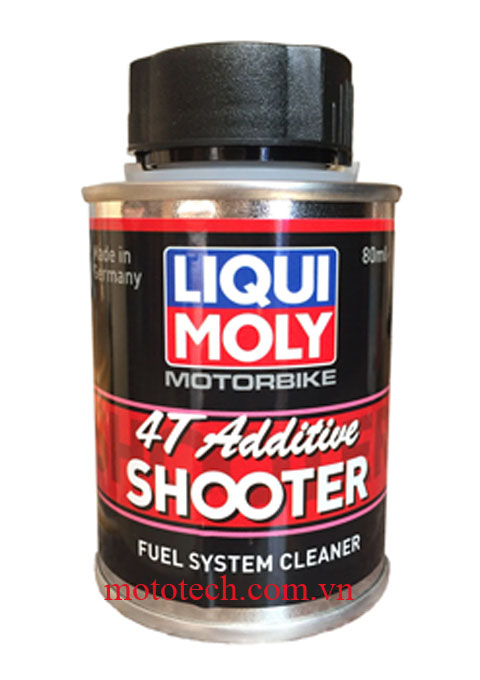 Made in
Germany
80ml
LIQUI
MOLY
MOTORBIKE
4T Additive
SHOOTER
FUEL SYSTEM CLEANER
mototech.com.vn